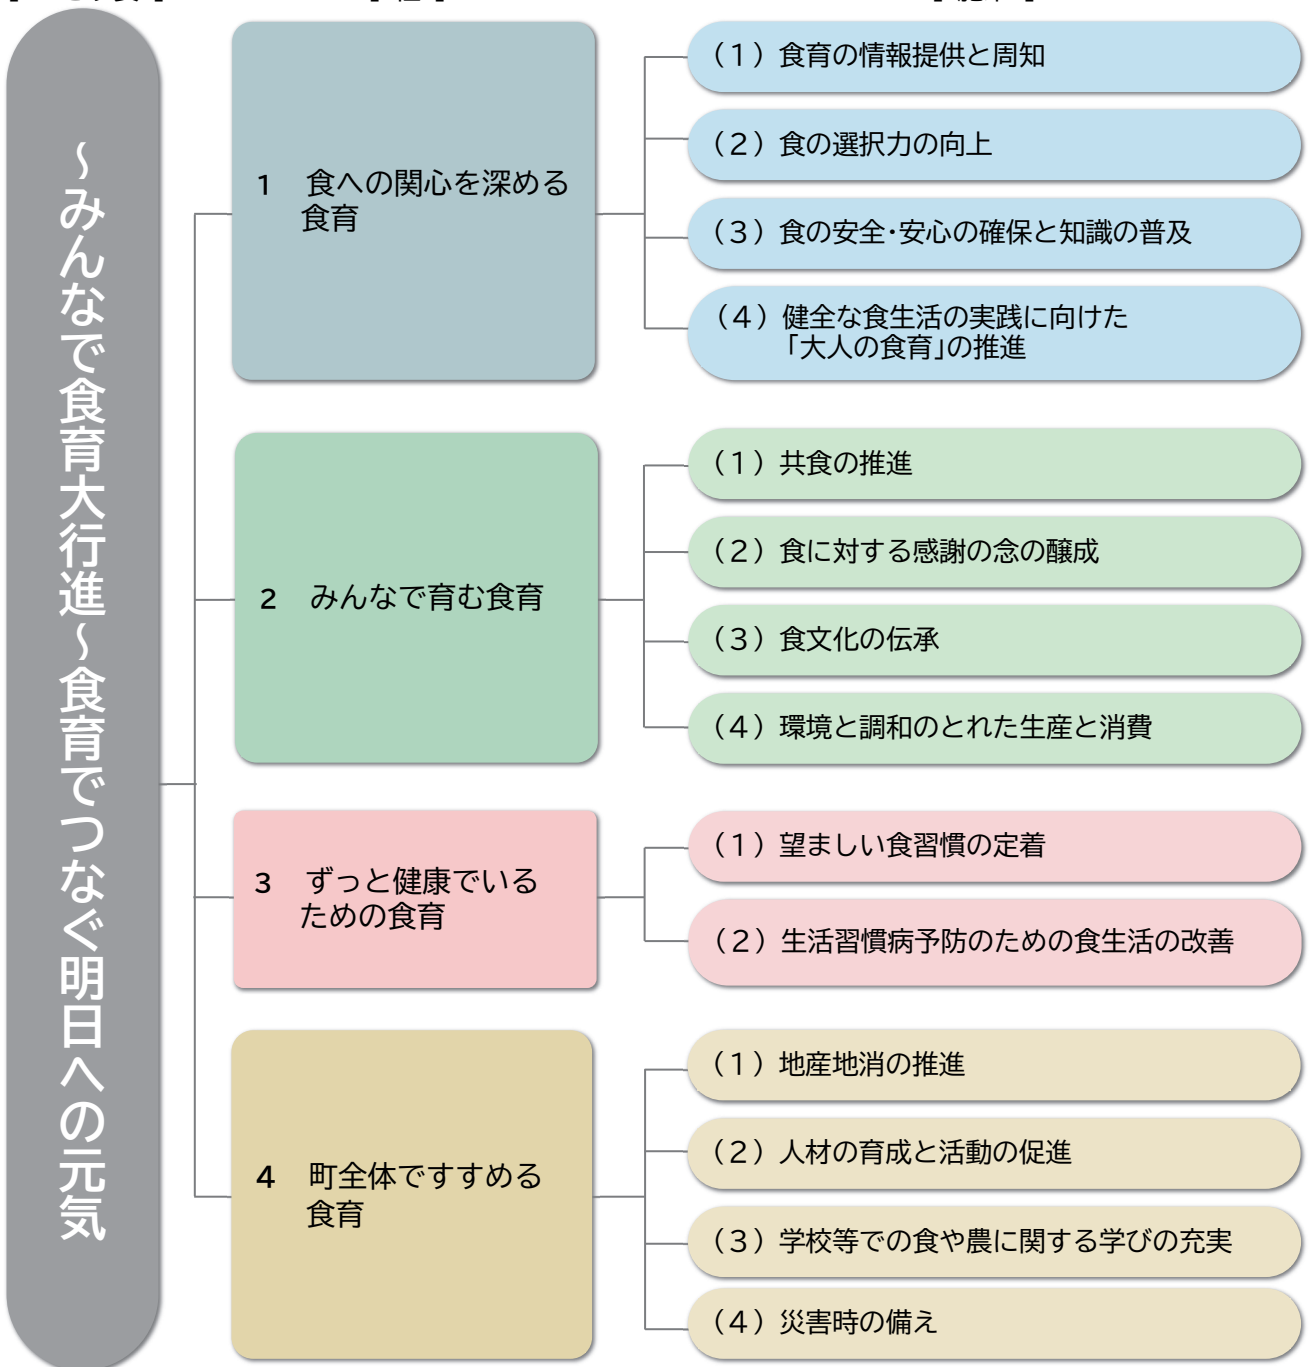 ～みんなで食育大行進～食育でつなぐ明日への元気
1　食への関心を深める
食育
（1）食育の情報提供と周知
（2）食の選択力の向上
（3）食の安全・安心の確保と知識の普及
（4）健全な食生活の実践に向けた
「大人の食育」の推進
2　みんなで育む食育
（1）共食の推進
（2）食に対する感謝の念の醸成
（3）食文化の伝承
（4）環境と調和のとれた生産と消費
3　ずっと健康でいる
ための食育
（1）望ましい食習慣の定着
（2）生活習慣病予防のための食生活の改善
4　町全体ですすめる
食育
（1）地産地消の推進
（2）人材の育成と活動の促進
（3）学校等での食や農に関する学びの充実
（4）災害時の備え